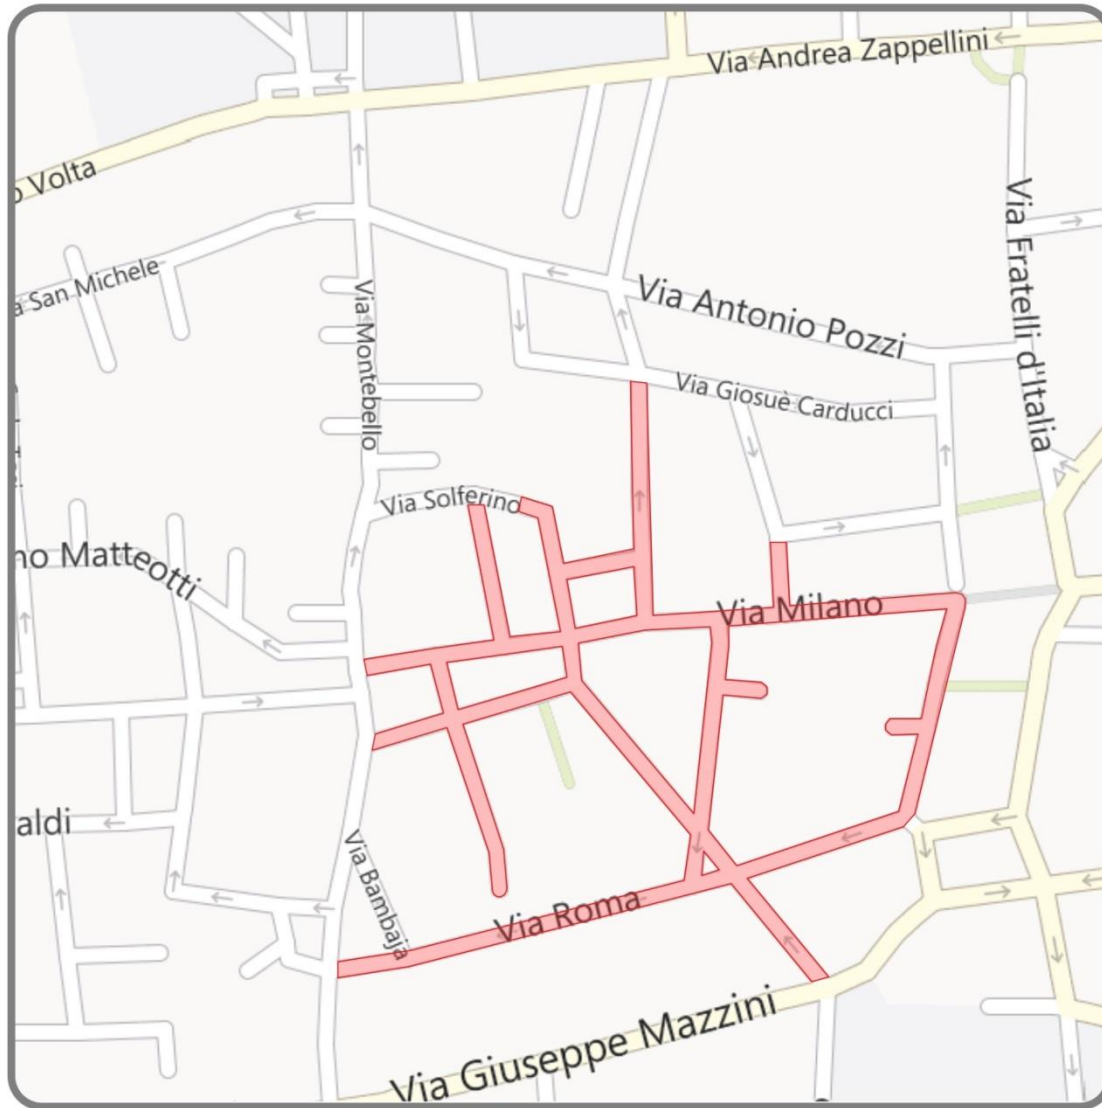 Via Andrea Zappellini
Volta
Via Fratelli d'Italia
San Michele
Via Montebello
Via Antonio Pozzi
Via Giosuè Carducci
Via Solferino
no Matteotti
Via Milano
aldi
Via Bambaja
Via Roma
Via Giuseppe Mazzini